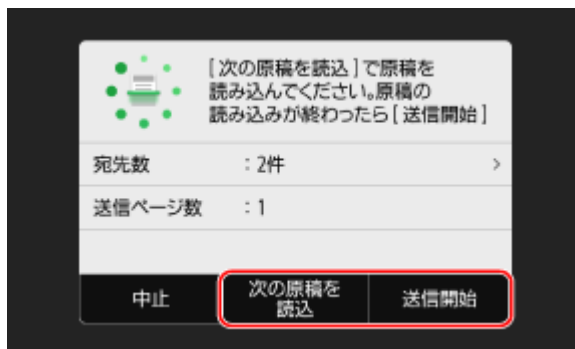 [次の原稿を読込]で原稿を
読み込んでください。原稿の
読み込みが終わったら[送信開始]
宛先数 : 2件 >
送信ページ数 : 1
中止
次の原稿を
読込
送信開始